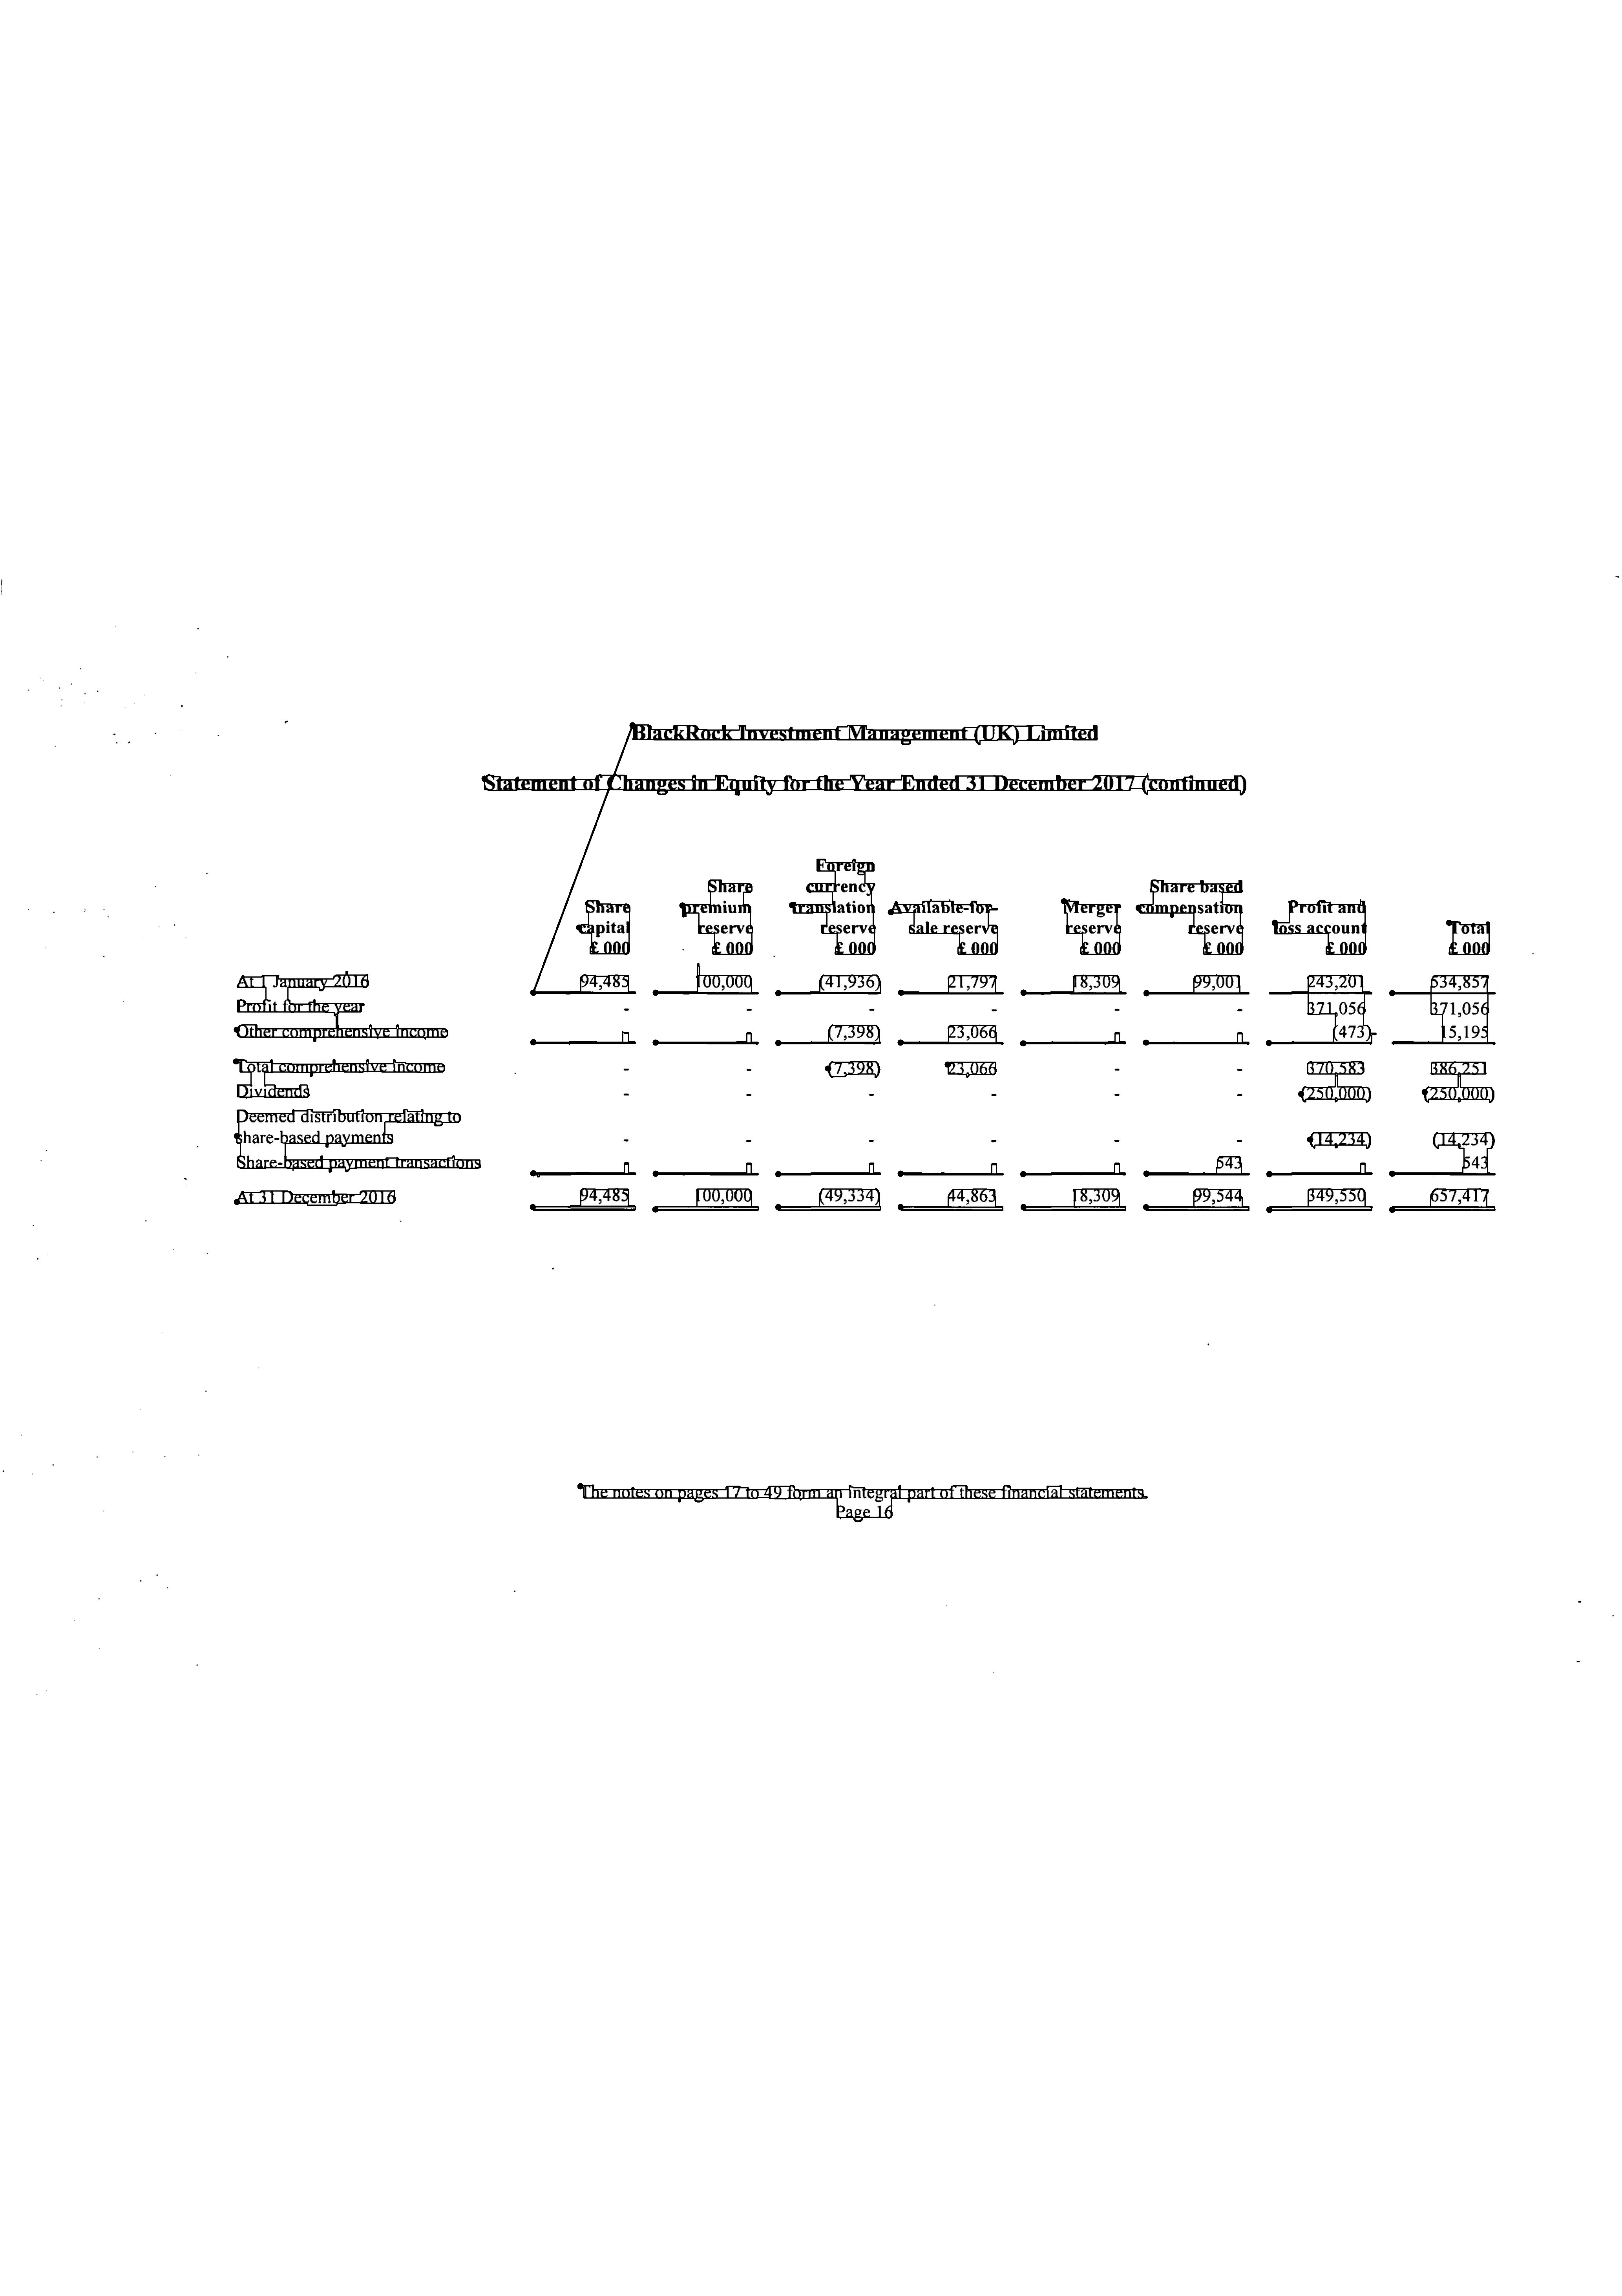 BlackRock Investment Management (UK) Limited
Statement of Changes in Equity for the Year Ended 31 December 2017 (continued)
Foreign
Share currency Share based
Share premium translation Available-for- Merger compensation Profit and
capital reserve reserve sale reserve reserve reserve loss account Total
£ 000 £ 000 £ 000 £ 000 £ 000 £ 000 £ 000 £ 000
At 1 January 2016 94,485 100,000 (41,936) 21,797 18,309 99,001 243,201 534,857
Profit for the year - - - - - - 371,056 371,056
Other comprehensive income - - (7,398) 23,066 - - (473) 15,195
Total comprehensive income - - (7,398) 23,066 - - 370,583 386,251
Dividends - - - - - - (250,000) (250,000)
Deemed distribution relating to
share-based payments - - - - - - (14,234) (14,234)
Share-based payment transactions - - - - - 543 - 543
At 31 December 2016 94,485 100,000 (49,334) 44,863 18,309 99,544 349,550 657,417
The notes on pages 17 to 49 form an integral part of these financial statements.
Page 16